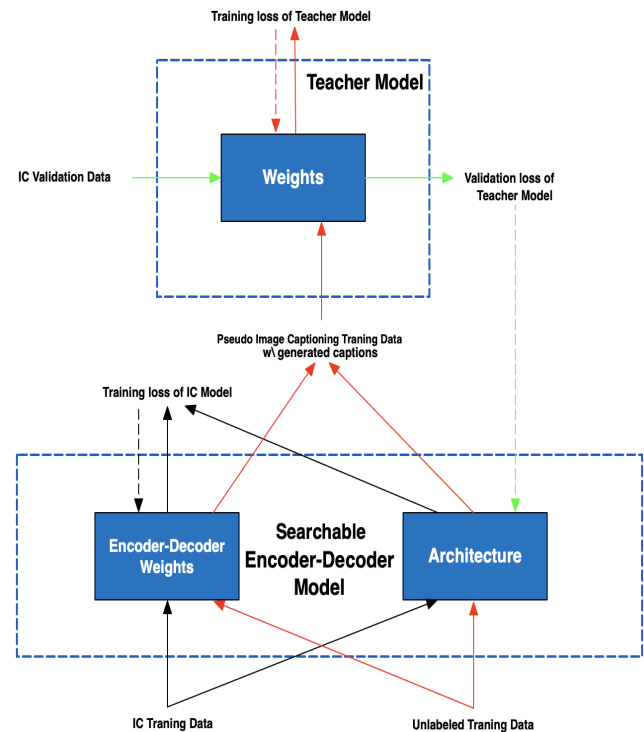 Training loss of Teacher Model
Teacher Model
Weights
IC Validation Data
Validation loss of
Teacher Model
Pseudo Image Captioning Traning Data
w\ generated captions
Training loss of IC Model
Encoder-Decoder
Weights
Searchable
Encoder-Decoder
Model
Architecture
IC Traning Data
Unlabeled Traning Data